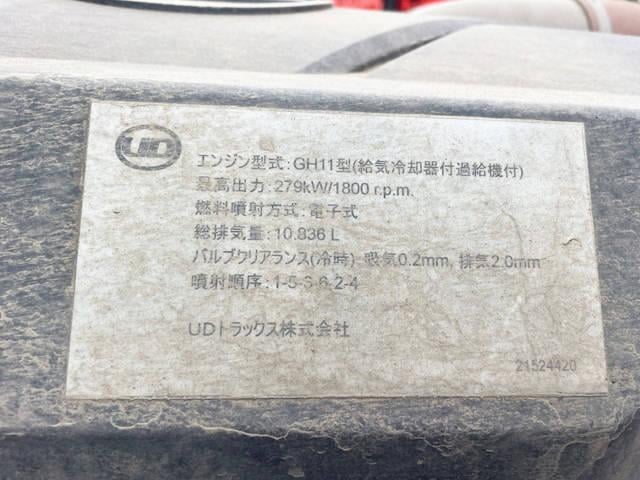 UD
エンジン型式:GH11型(給気冷却器付過給機付)
最高出力:279kW/1800 r.p.m.
燃料噴射方式:電子式
総排気量:10.836 L
バルブクリアランス(冷時) 吸気0.2mm, 排気2.0mm
噴射順序:1-5-3-6-2-4
UDトラックス株式会社
21524420